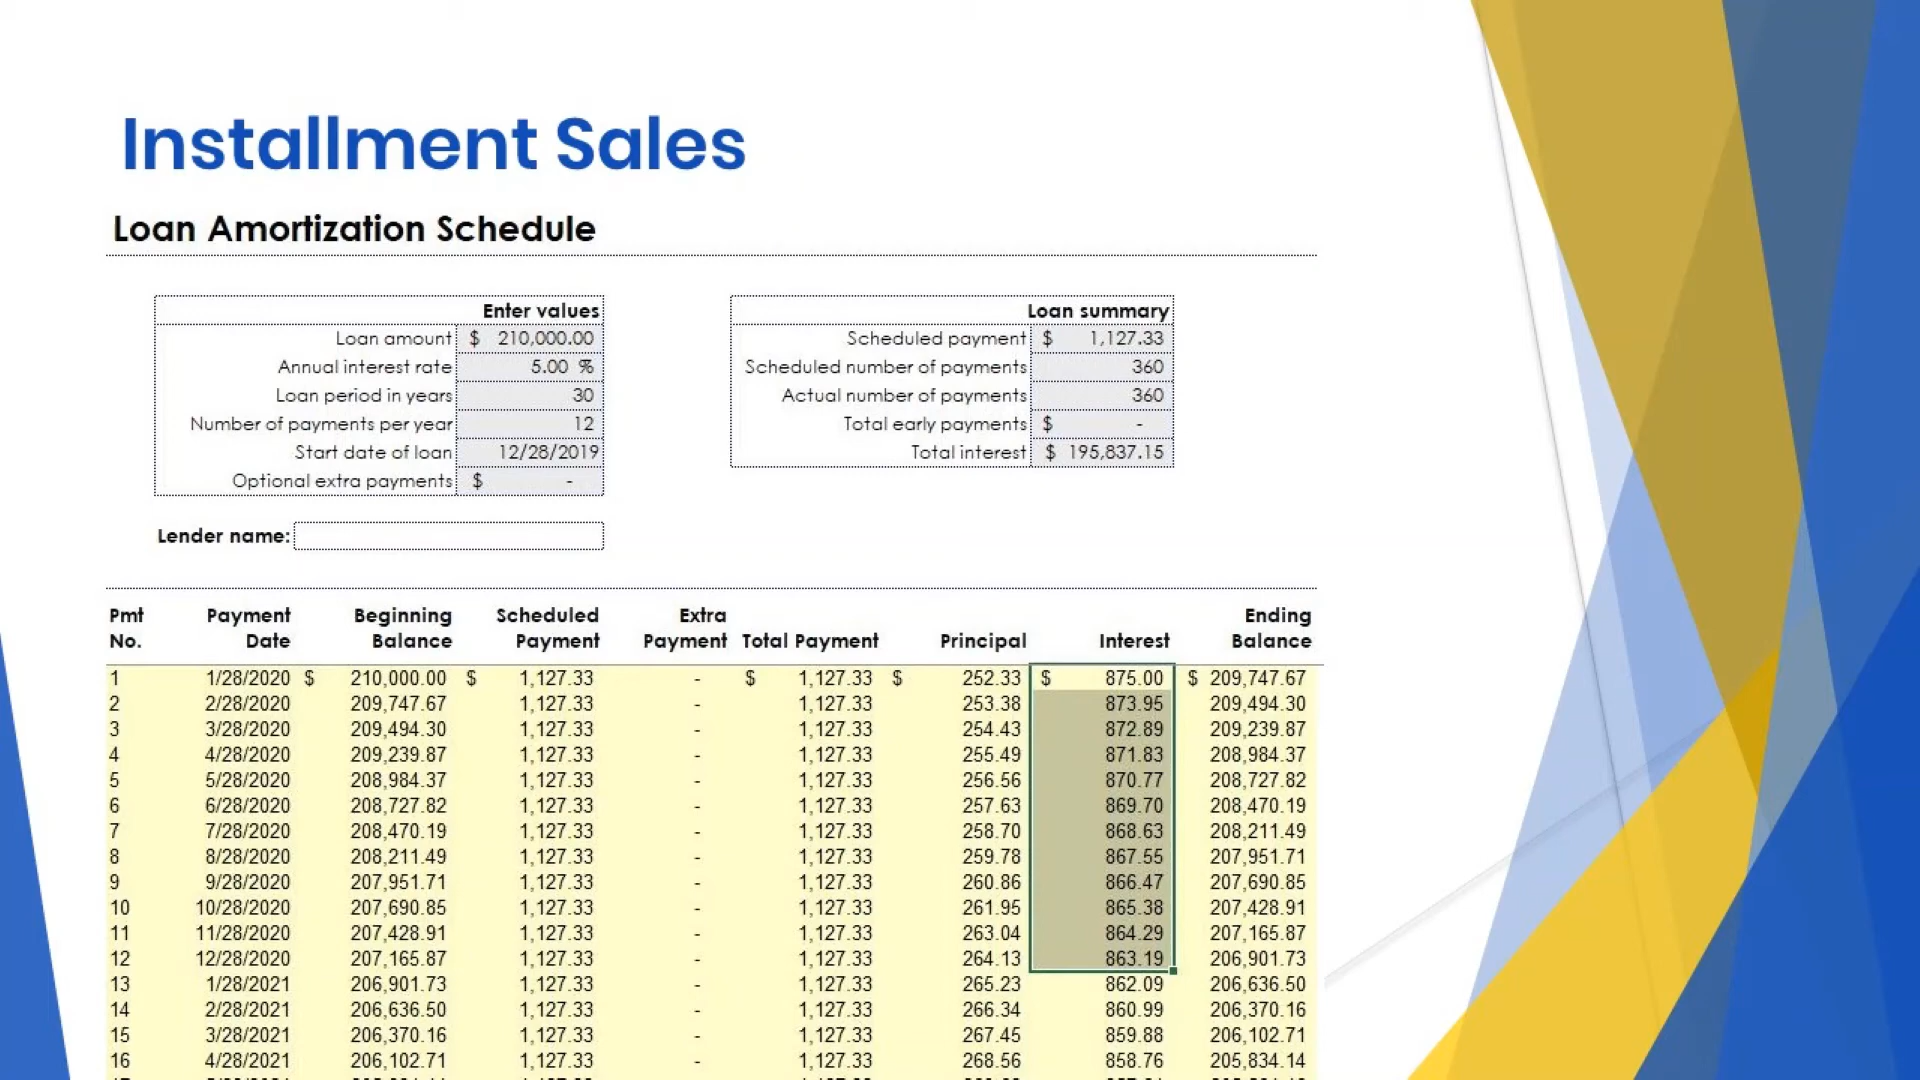 Installment Sales
Loan Amortization Schedule
Enter values
Loan amount $ 210,000.00
Annual interest rate 5.00 %
Loan period in years 30
Number of payments per year 12
Start date of loan 12/28/2019
Optional extra payments $ -
Loan summary
Scheduled payment $ 1,127.33
Scheduled number of payments 360
Actual number of payments 360
Total early payments $ -
Total interest $ 195,837.15
Lender name:
Pmt No. Payment Date Beginning Balance Scheduled Payment Extra Payment Total Payment Principal Interest Ending Balance
1 1/28/2020 $ 210,000.00 $ 1,127.33 - $ 1,127.33 $ 252.33 $ 875.00 $ 209,747.67
2 2/28/2020 209,747.67 1,127.33 - 1,127.33 253.38 873.95 209,494.30
3 3/28/2020 209,494.30 1,127.33 - 1,127.33 254.43 872.89 209,239.87
4 4/28/2020 209,239.87 1,127.33 - 1,127.33 255.49 871.83 208,984.37
5 5/28/2020 208,984.37 1,127.33 - 1,127.33 256.56 870.77 208,727.82
6 6/28/2020 208,727.82 1,127.33 - 1,127.33 257.63 869.70 208,470.19
7 7/28/2020 208,470.19 1,127.33 - 1,127.33 258.70 868.63 208,211.49
8 8/28/2020 208,211.49 1,127.33 - 1,127.33 259.78 867.55 207,951.71
9 9/28/2020 207,951.71 1,127.33 - 1,127.33 260.86 866.47 207,690.85
10 10/28/2020 207,690.85 1,127.33 - 1,127.33 261.95 865.38 207,428.91
11 11/28/2020 207,428.91 1,127.33 - 1,127.33 263.04 864.29 207,165.87
12 12/28/2020 207,165.87 1,127.33 - 1,127.33 264.13 863.19 206,901.73
13 1/28/2021 206,901.73 1,127.33 - 1,127.33 265.23 862.09 206,636.50
14 2/28/2021 206,636.50 1,127.33 - 1,127.33 266.34 860.99 206,370.16
15 3/28/2021 206,370.16 1,127.33 - 1,127.33 267.45 859.88 206,102.71
16 4/28/2021 206,102.71 1,127.33 - 1,127.33 268.56 858.76 205,834.14